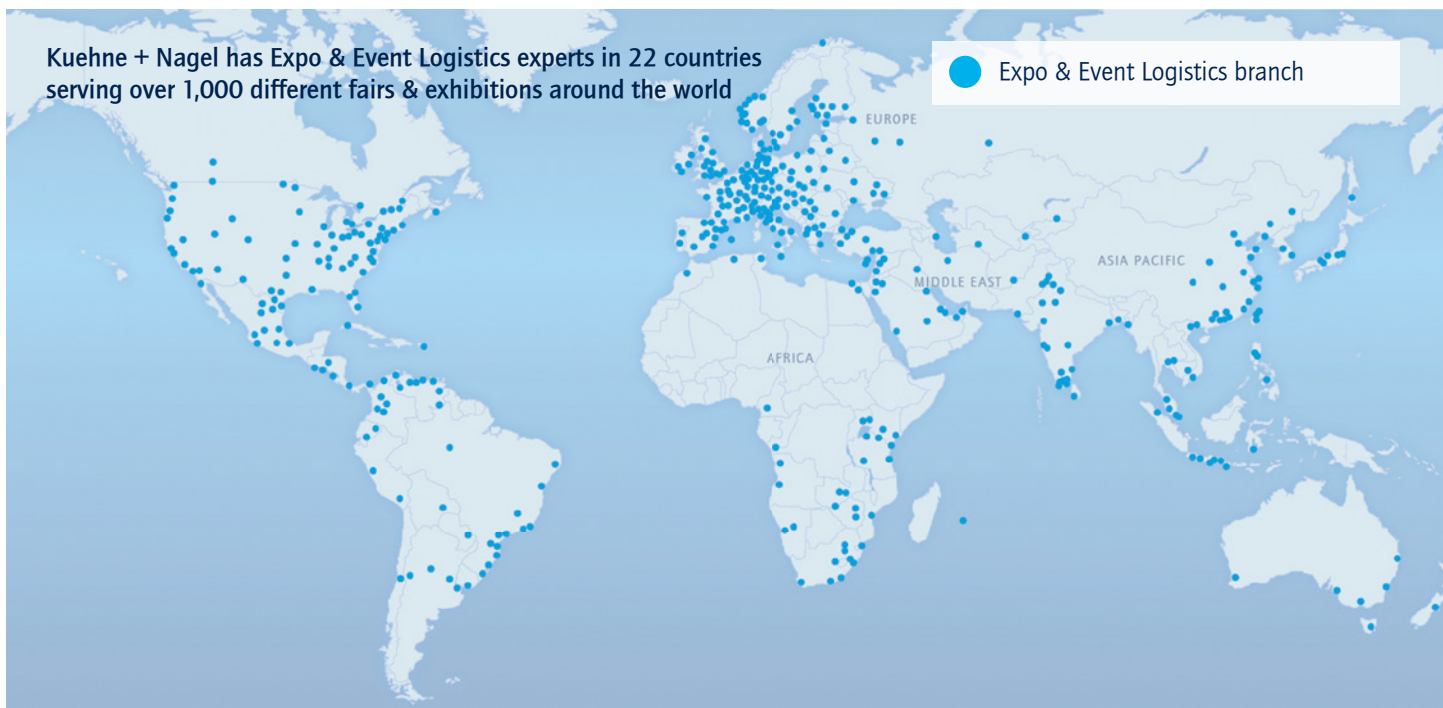 Kuehne + Nagel has Expo & Event Logistics experts in 22 countries
serving over 1,000 different fairs & exhibitions around the world
Expo & Event Logistics branch
EUROPE
ASIA PACIFIC
MIDDLE EAST
AFRICA